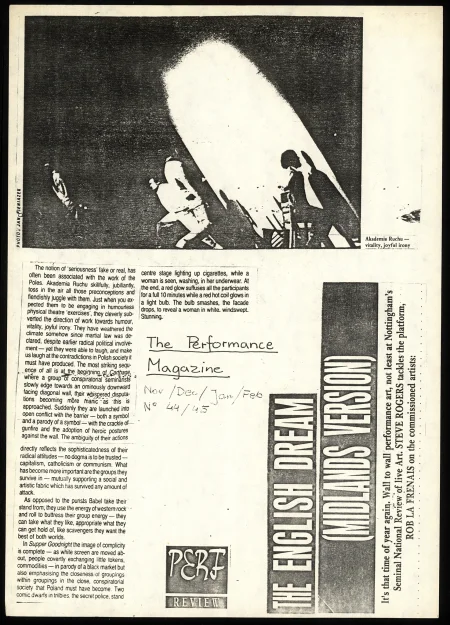 PHOTO: JAN
Akademia Ruchu —
vitality, joyful irony
The notion of 'seriousness' fake or real, has
often been associated with the work of the
Poles. Akademia Ruchu skilfully, jubilantly,
toss in the air all those preconceptions and
fiendishly juggle with them. Just when you ex-
pected them to be engaging in humourless
physical theatre 'exercises', they cleverly sub-
verted the direction of work towards humour,
vitality, joyful irony. They have weathered the
climate somehow since martial law was de-
clared, despite earlier radical political involve-
ment — yet they were able to laugh, and make
us laugh at the contradictions in Polish society it
must have produced. The most striking sequ-
ence of all is at the beginning of Carthage,
where a group of conspiratorial seminarists
slowly edge towards an ominously downward
facing diagonal wall, their whispered disputa-
tions becoming more manic as this is
approached. Suddenly they are launched into
open conflict with the barrier — both a symbol
and a parody of a symbol — with the crackle of
gunfire and the adoption of heroic postures
against the wall. The ambiguity of their actions
directly reflects the sophisticatedness of their
radical attitudes — no dogma is to be trusted —
capitalism, catholicism or communism. What
has become more important are the groups they
survive in — mutually supporting a social and
artistic fabric which has survived any amount of
attack.
As opposed to the purists Babel take their
stand from, they use the energy of western rock
and roll to address their group energy — they
can take what they like, appropriate what they
can get hold of, like scavengers they want the
best of both worlds.
In Supper Goodnight the image of complicity
is complete — as white screen are moved ab-
out, people covertly exchanging little tokens,
commodities — in parody of a black market but
also emphasising the closeness of groupings
within groupings in the close, conspiratorial
society that Poland must have become. Two
comic dwarfs in trilbies, the secret police, stand
centre stage lighting up cigarettes, while a
woman is seen, washing, in her underwear. At
the end, a red glow suffuses all the participants
for a full 10 minutes while a red hot coil glows in
a light bulb. The bulb smashes, the facade
drops, to reveal a woman in white, windswept.
Stunning.
The Performance
Magazine
Nov/Dec/Jan/Feb
Nº 44/45
PERF
REVIEW
THE ENGLISH DREAM
(MIDLANDS VERSION)
It's that time of year again. Wall to wall performance art, not least at Nottingham's
Seminal National Review of live Art. STEVE ROGERS tackles the platform,
ROB LA FRENAIS on the commissioned artists: